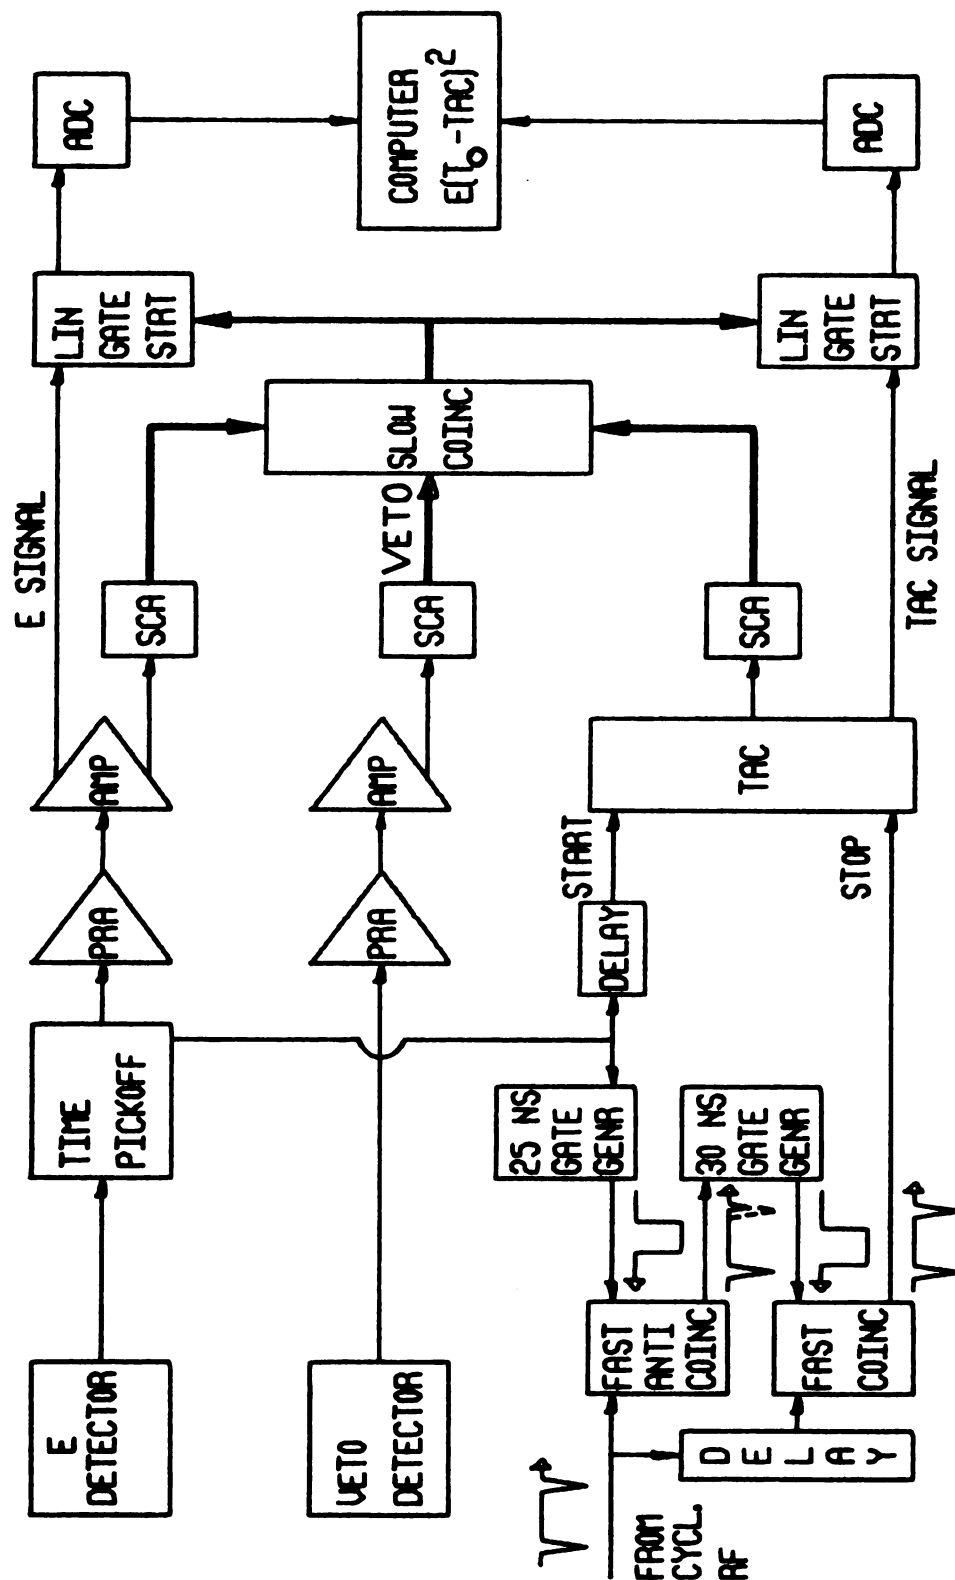 E
DETECTOR
TIME
PICKOFF
PRA
AMP
E SIGNAL
SCA
LIN
GATE
STRT
ADC
VETO
DETECTOR
PRA
AMP
SCA
VETO
SLOW
COINC
COMPUTER
E(T₀-TAC)²
FROM
CYCL.
RF
DELAY
FAST
ANTI
COINC
FAST
COINC
25 NS
GATE
GENR
30 NS
GATE
GENR
DELAY
START
STOP
TAC
SCA
TAC SIGNAL
LIN
GATE
STRT
ADC